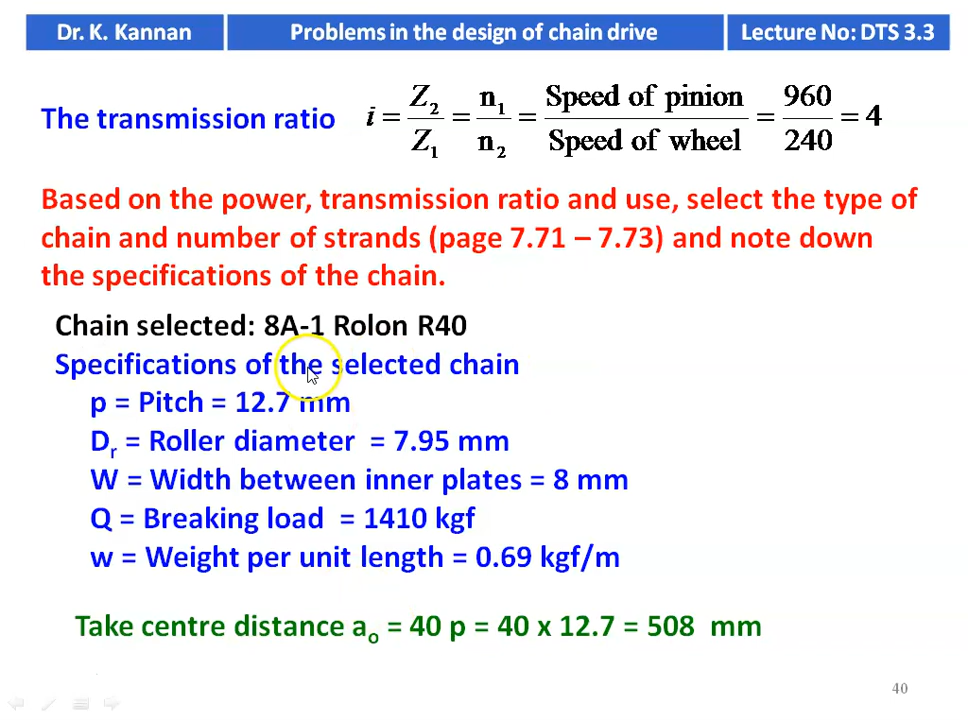 Dr. K. Kannan
Problems in the design of chain drive
Lecture No: DTS 3.3
The transmission ratio i = Z₂/Z₁ = n₁/n₂ = Speed of pinion/Speed of wheel = 960/240 = 4
Based on the power, transmission ratio and use, select the type of
chain and number of strands (page 7.71 – 7.73) and note down
the specifications of the chain.
Chain selected: 8A-1 Rolon R40
Specifications of the selected chain
p = Pitch = 12.7 mm
Dᵣ = Roller diameter = 7.95 mm
W = Width between inner plates = 8 mm
Q = Breaking load = 1410 kgf
w = Weight per unit length = 0.69 kgf/m
Take centre distance aₒ = 40 p = 40 x 12.7 = 508 mm
40